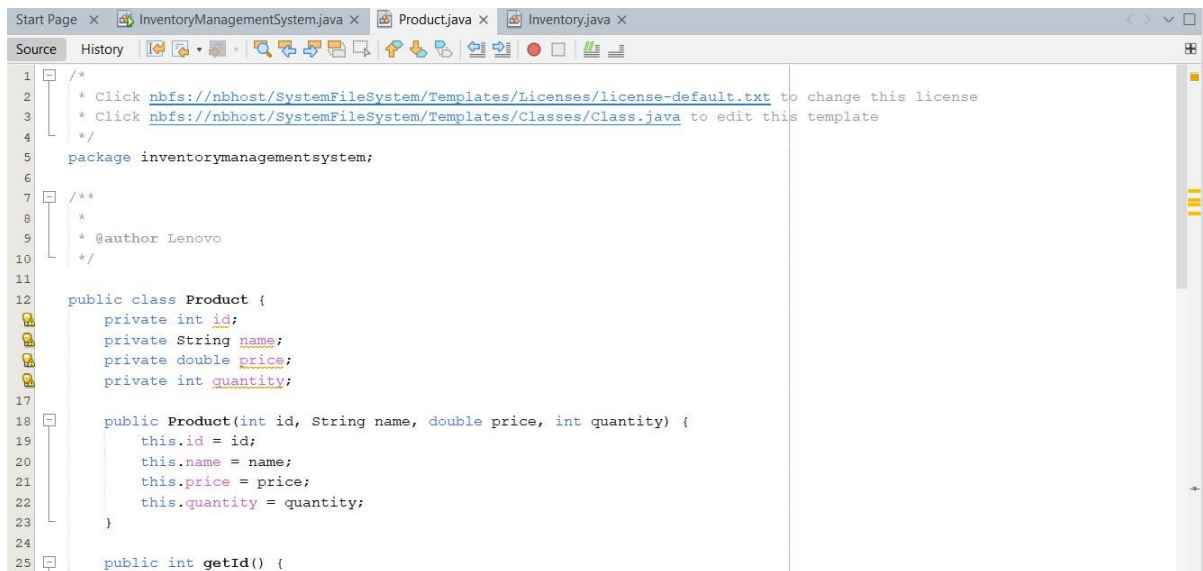 Start Page InventoryManagementSystem.java Product.java Inventory.java
Source History
1 /*
2 * Click nbfs://nbhost/SystemFileSystem/Templates/Licenses/license-default.txt to change this license
3 * Click nbfs://nbhost/SystemFileSystem/Templates/Classes/Class.java to edit this template
4 */
5 package inventorymanagementsystem;
6
7 /**
8 *
9 * @author Lenovo
10 */
11
12 public class Product {
private int id;
private String name;
private double price;
private int quantity;
17
18 public Product(int id, String name, double price, int quantity) {
19 this.id = id;
20 this.name = name;
21 this.price = price;
22 this.quantity = quantity;
23 }
24
25 public int getId() {